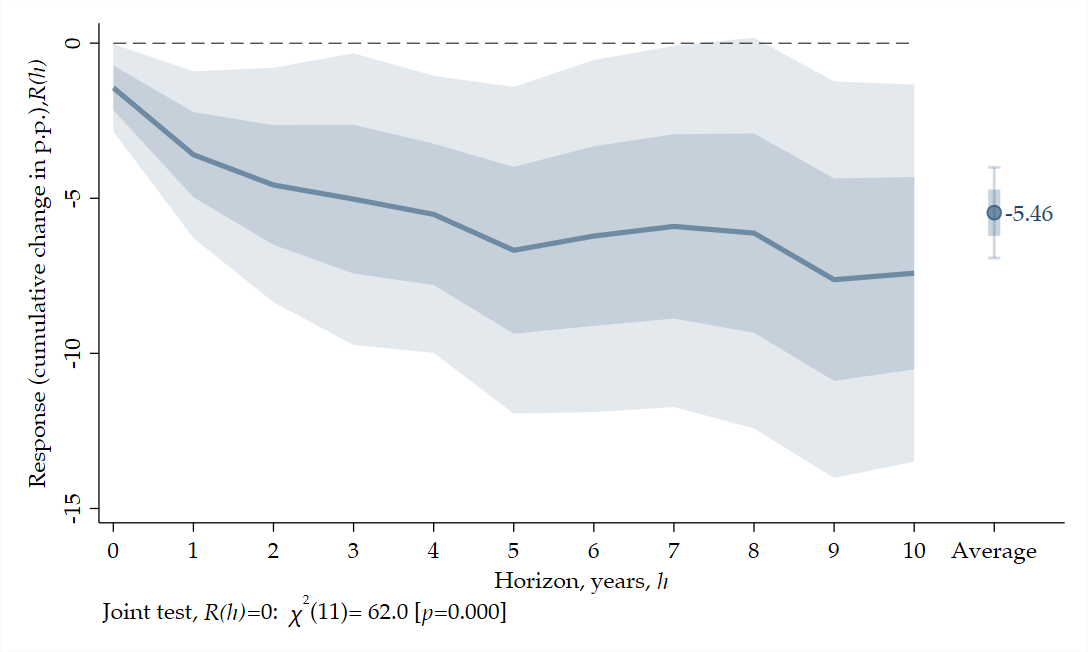 Response (cumulative change in p.p.),R(h)
0
-5
-10
-15
-5.46
0 1 2 3 4 5 6 7 8 9 10 Average
Horizon, years, h
Joint test, R(h)=0: χ²(11)= 62.0 [p=0.000]